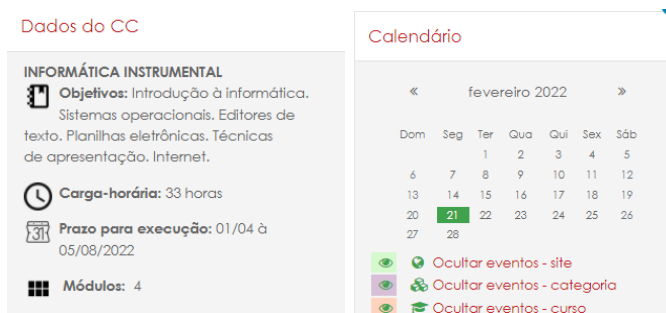 Dados do CC
INFORMÁTICA INSTRUMENTAL
Objetivos: Introdução à informática.
Sistemas operacionais. Editores de
texto. Planilhas eletrônicas. Técnicas
de apresentação. Internet.
Carga-horária: 33 horas
Prazo para execução: 01/04 à
05/08/2022
Módulos: 4
Calendário
« fevereiro 2022 »
Dom Seg Ter Qua Qui Sex Sáb
1 2 3 4 5
6 7 8 9 10 11 12
13 14 15 16 17 18 19
20 21 22 23 24 25 26
27 28
Ocultar eventos - site
Ocultar eventos - categoria
Ocultar eventos - curso